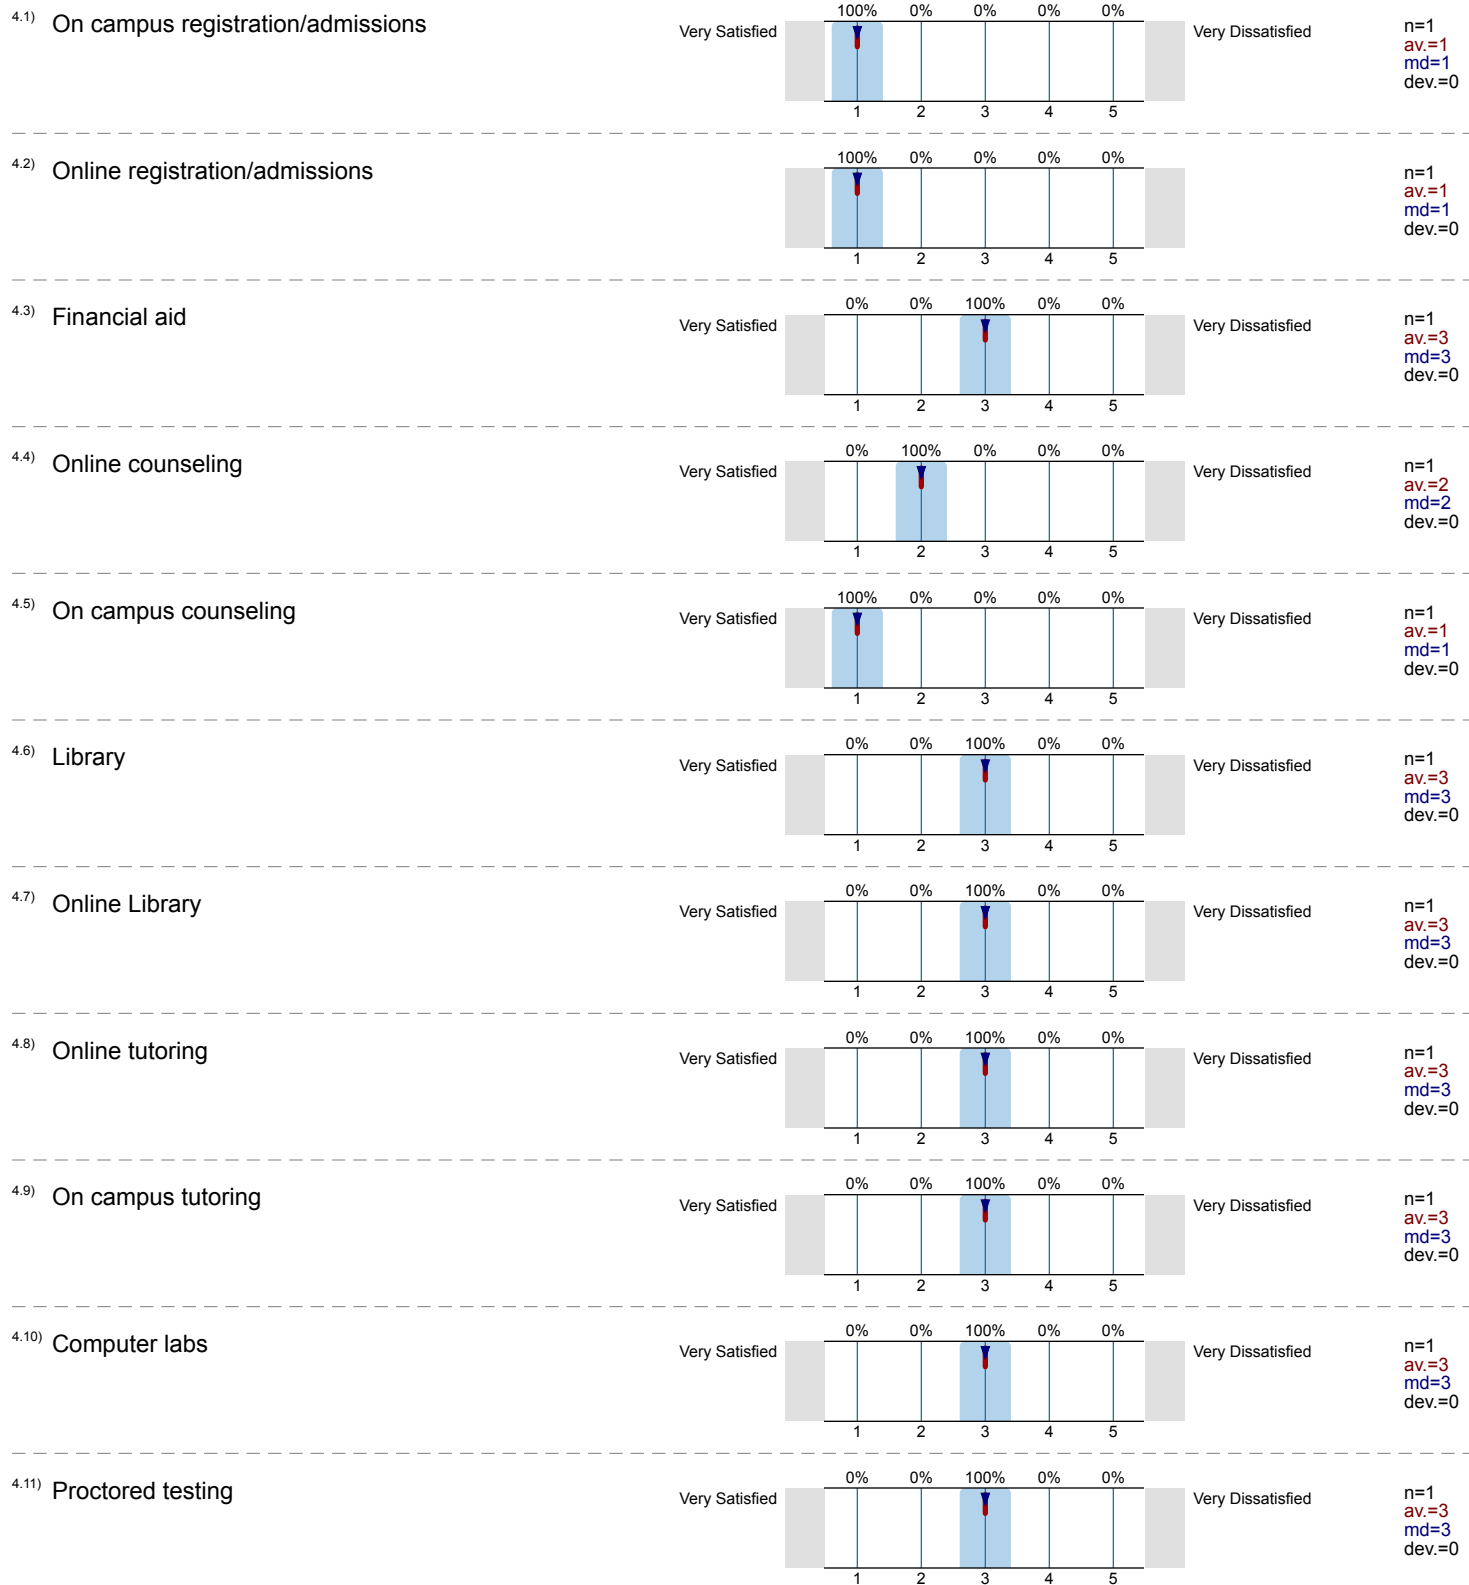 4.1) On campus registration/admissions
100% 0% 0% 0% 0%
Very Satisfied Very Dissatisfied
n=1
av.=1
md=1
dev.=0
1 2 3 4 5
4.2) Online registration/admissions
100% 0% 0% 0% 0%
n=1
av.=1
md=1
dev.=0
1 2 3 4 5
4.3) Financial aid
0% 0% 100% 0% 0%
Very Satisfied Very Dissatisfied
n=1
av.=3
md=3
dev.=0
1 2 3 4 5
4.4) Online counseling
0% 100% 0% 0% 0%
Very Satisfied Very Dissatisfied
n=1
av.=2
md=2
dev.=0
1 2 3 4 5
4.5) On campus counseling
100% 0% 0% 0% 0%
Very Satisfied Very Dissatisfied
n=1
av.=1
md=1
dev.=0
1 2 3 4 5
4.6) Library
0% 0% 100% 0% 0%
Very Satisfied Very Dissatisfied
n=1
av.=3
md=3
dev.=0
1 2 3 4 5
4.7) Online Library
0% 0% 100% 0% 0%
Very Satisfied Very Dissatisfied
n=1
av.=3
md=3
dev.=0
1 2 3 4 5
4.8) Online tutoring
0% 0% 100% 0% 0%
Very Satisfied Very Dissatisfied
n=1
av.=3
md=3
dev.=0
1 2 3 4 5
4.9) On campus tutoring
0% 0% 100% 0% 0%
Very Satisfied Very Dissatisfied
n=1
av.=3
md=3
dev.=0
1 2 3 4 5
4.10) Computer labs
0% 0% 100% 0% 0%
Very Satisfied Very Dissatisfied
n=1
av.=3
md=3
dev.=0
1 2 3 4 5
4.11) Proctored testing
0% 0% 100% 0% 0%
Very Satisfied Very Dissatisfied
n=1
av.=3
md=3
dev.=0
1 2 3 4 5